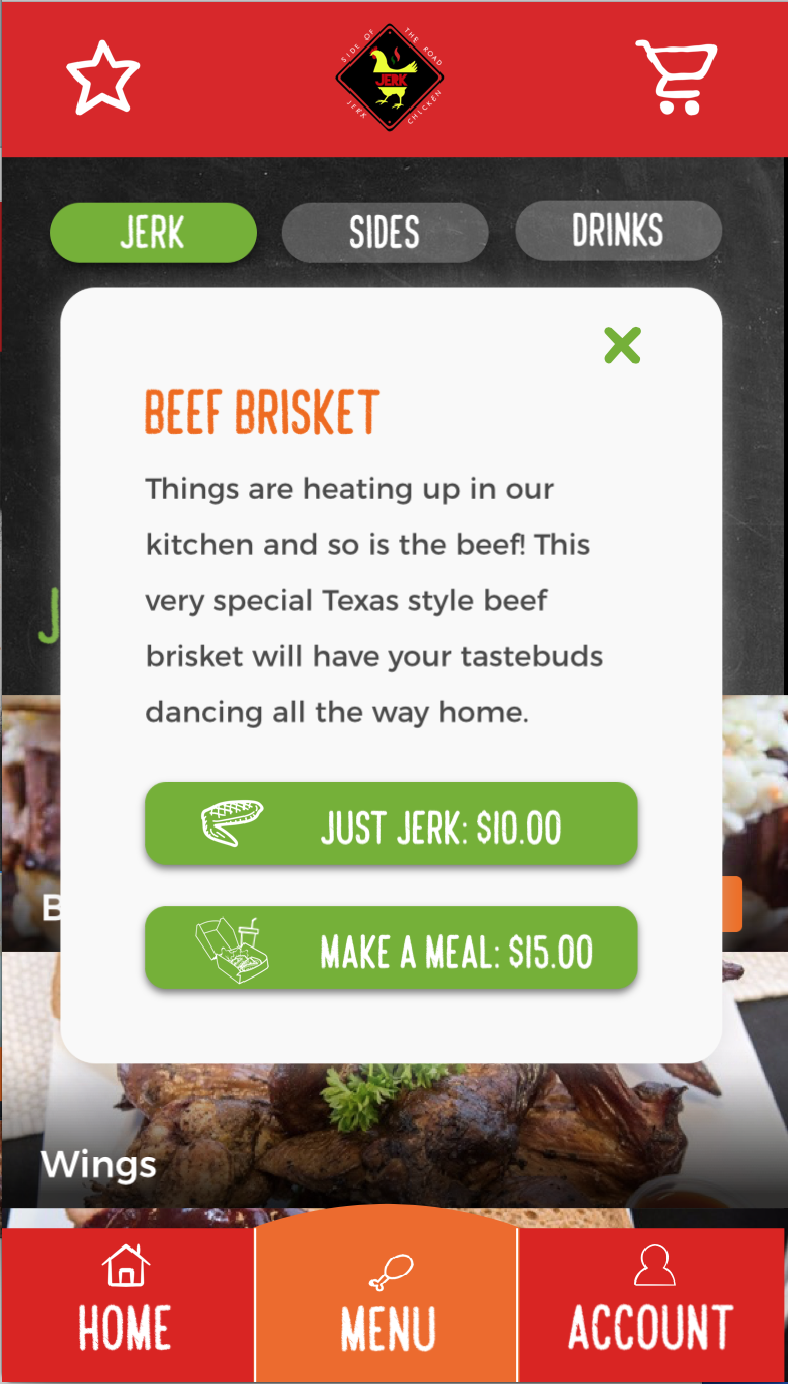 SIDE OF THE ROAD
JERK
JERK CHICKEN
JERK SIDES DRINKS
BEEF BRISKET
Things are heating up in our
kitchen and so is the beef! This
very special Texas style beef
brisket will have your tastebuds
dancing all the way home.
JUST JERK: $10.00
MAKE A MEAL: $15.00
Wings
HOME MENU ACCOUNT